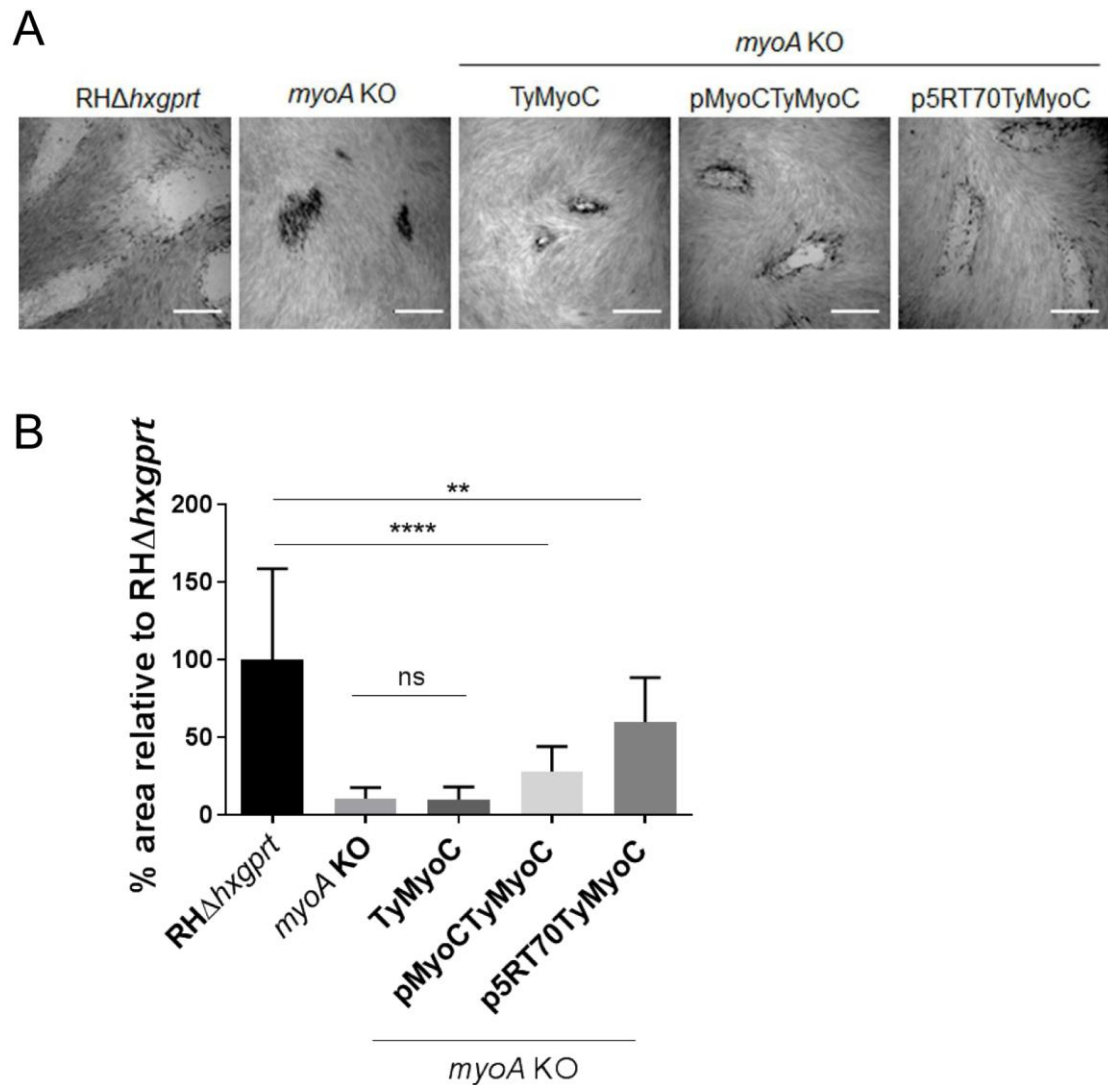 A
myoA KO
RHΔhxgprt
myoA KO
TyMyoC
pMyoCTyMyoC
p5RT70TyMyoC
B
% area relative to RHΔhxgprt
200
150
100
50
0
**
****
ns
RHΔhxgprt
myoA KO
TyMyoC
pMyoCTyMyoC
p5RT70TyMyoC
myoA KO